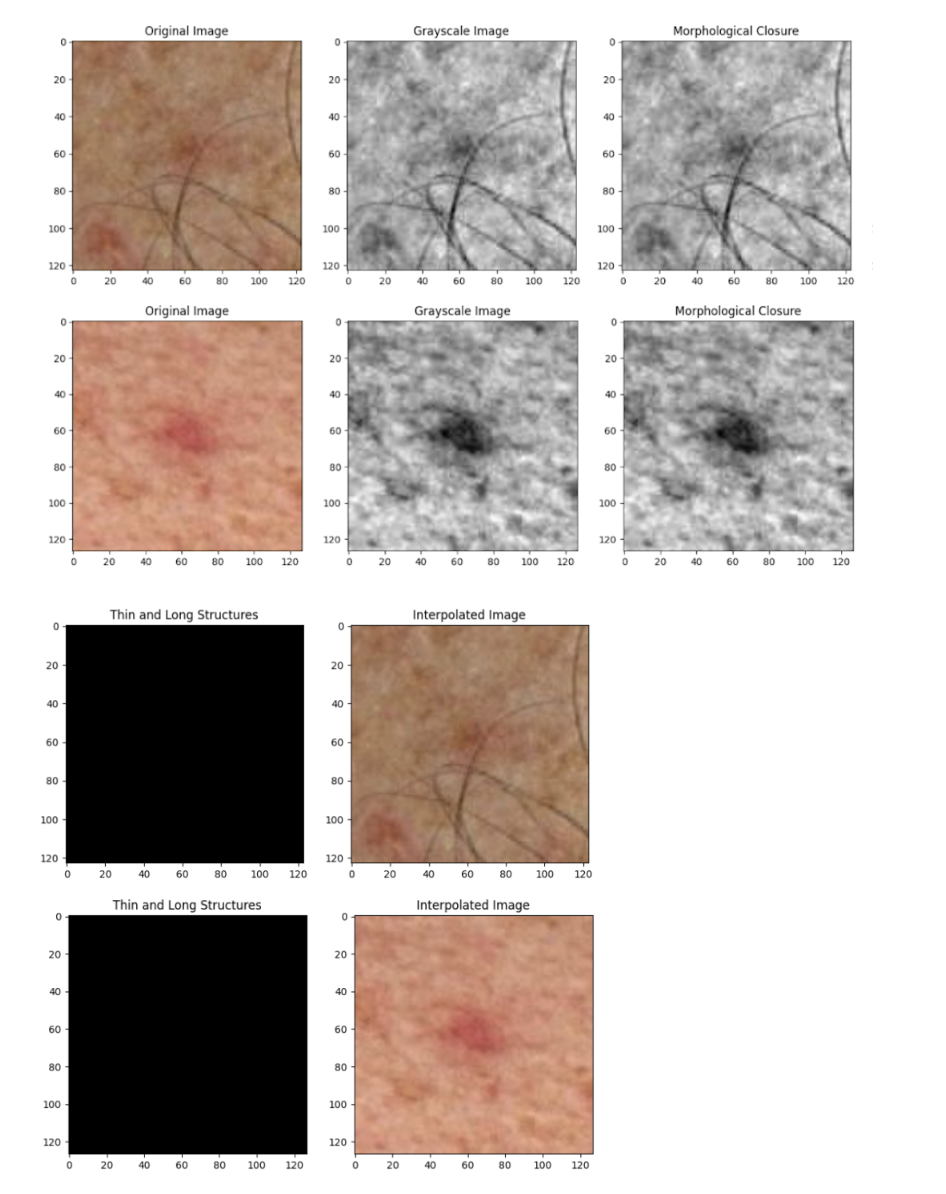 Original Image Grayscale Image Morphological Closure
0 0 0
20 20 20
40 40 40
60 60 60
80 80 80
100 100 100
120 120 120
0 20 40 60 80 100 120 0 20 40 60 80 100 120 0 20 40 60 80 100 120
Original Image Grayscale Image Morphological Closure
0 0 0
20 20 20
40 40 40
60 60 60
80 80 80
100 100 100
120 120 120
0 20 40 60 80 100 120 0 20 40 60 80 100 120 0 20 40 60 80 100 120
Thin and Long Structures Interpolated Image
0 0
20 20
40 40
60 60
80 80
100 100
120 120
0 20 40 60 80 100 120 0 20 40 60 80 100 120
Thin and Long Structures Interpolated Image
0 0
20 20
40 40
60 60
80 80
100 100
120 120
0 20 40 60 80 100 120 0 20 40 60 80 100 120